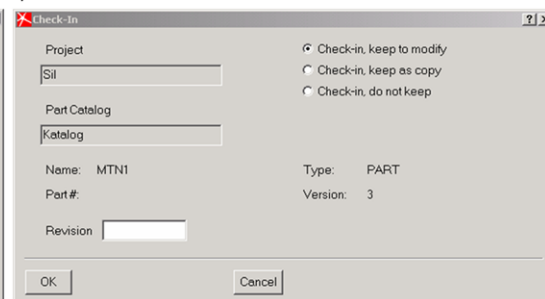 Check-In
Project
Sil
Part Catalog
Katalog
Check-in, keep to modify
Check-in, keep as copy
Check-in, do not keep
Name: MTN1
Type: PART
Part#:
Version: 3
Revision
OK
Cancel